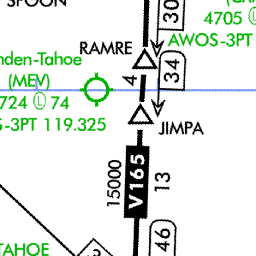 SPOON
30
4705 Ⓛ
RAMRE
AWOS-3PT
nden-Tahoe
(MEV)
724 Ⓛ 74
S-3PT 119.325
4
34
JIMPA
15000
V165
13
46
TAHOE